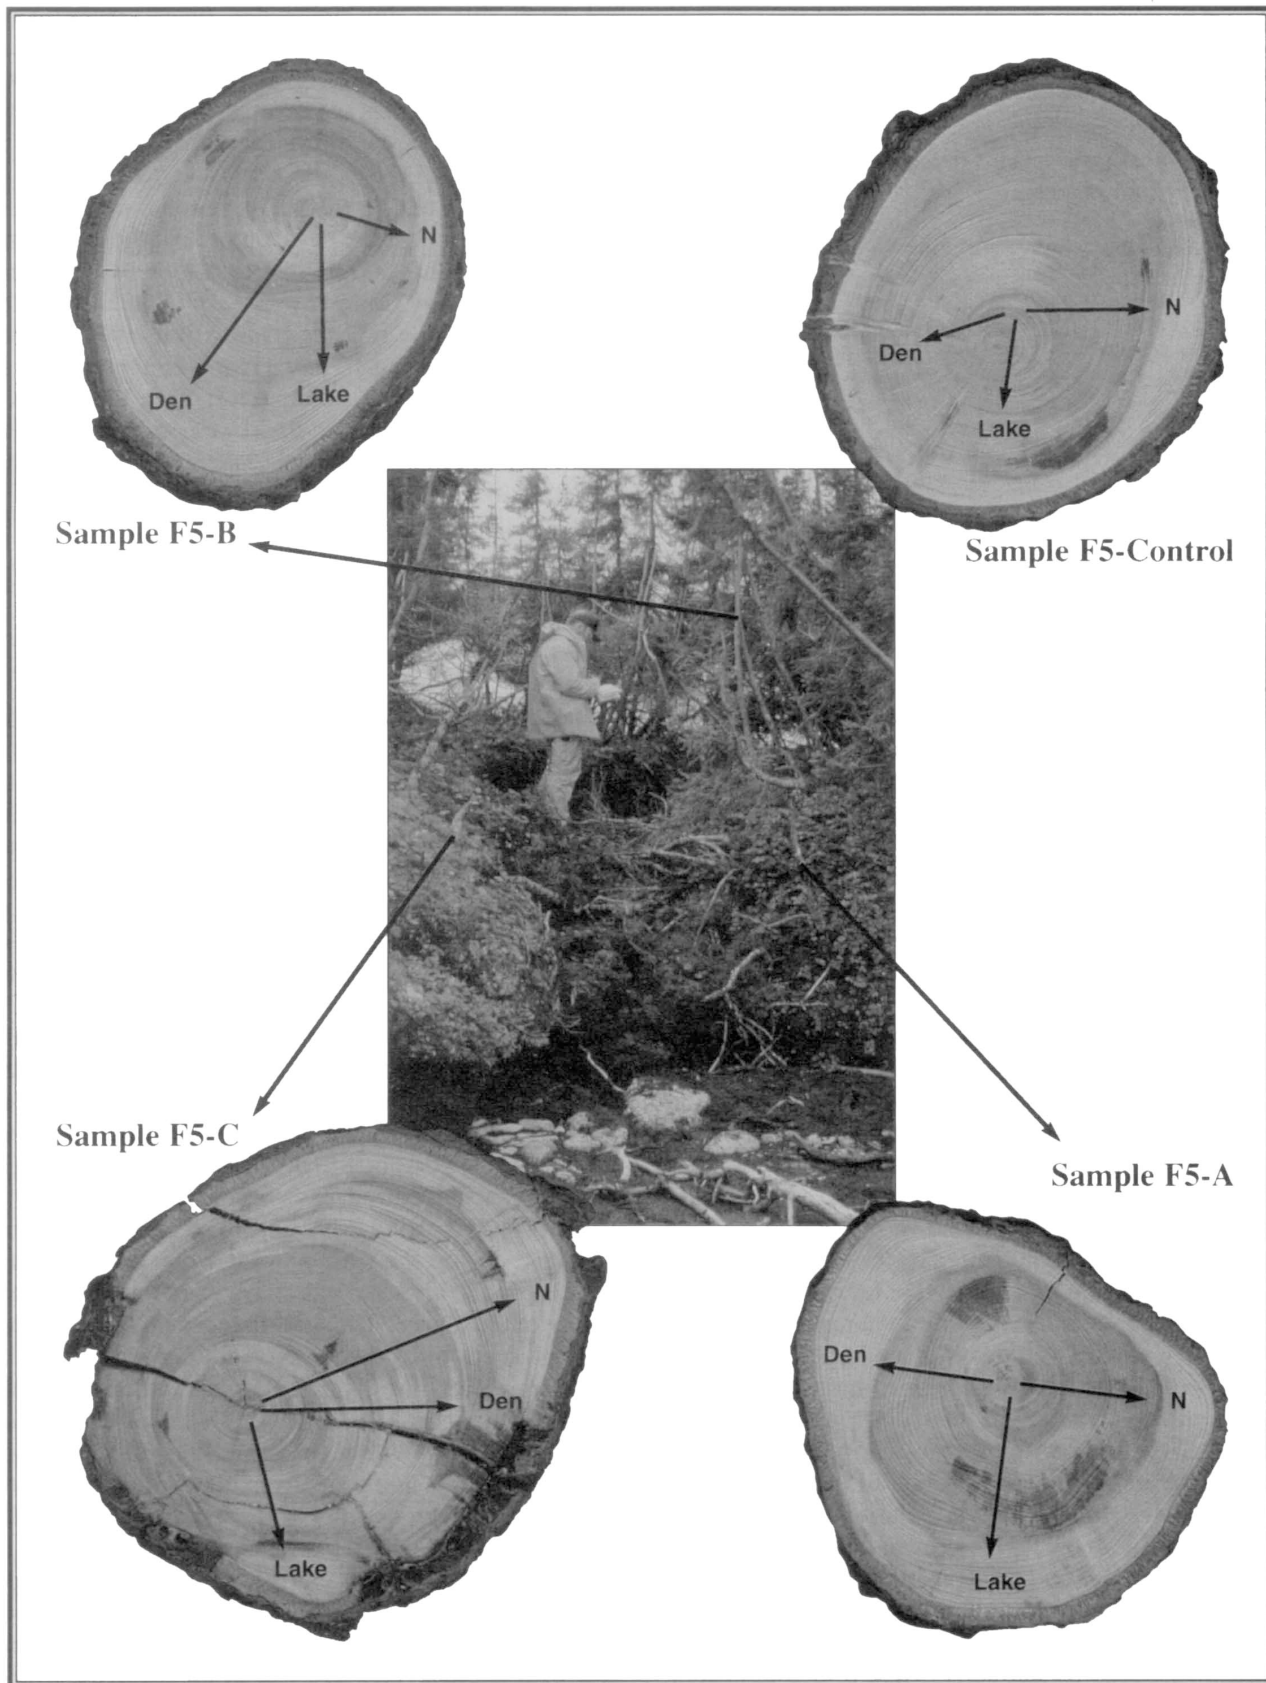 N
Den
Lake
Sample F5-B
N
Den
Lake
Sample F5-Control
Sample F5-C
N
Den
Lake
Sample F5-A
Den
N
Lake